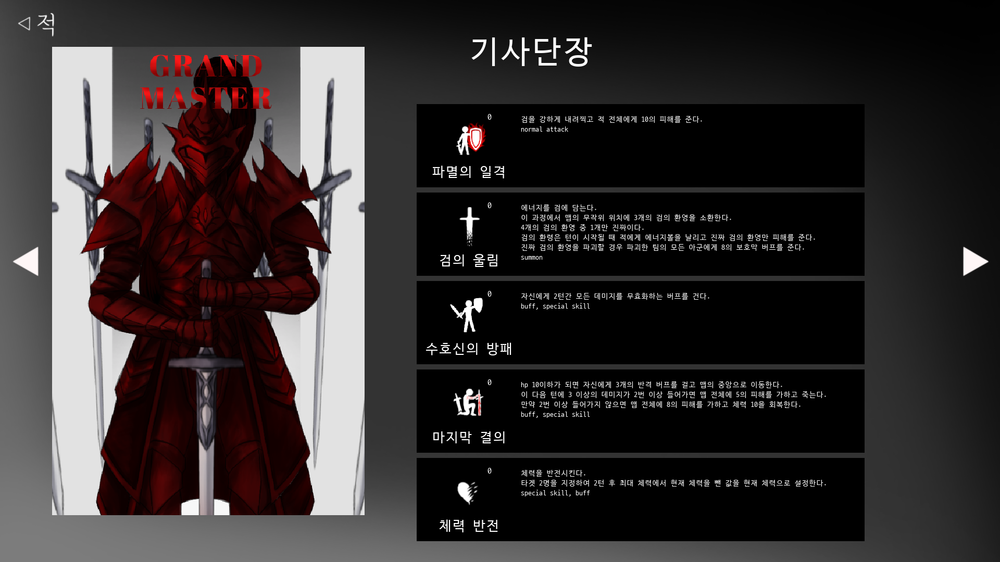 적
기사단장
GRAND
MASTER
0
검을 강하게 내려찍고 적 전체에게 10의 피해를 준다.
normal attack
파멸의 일격
0
에너지를 검에 담는다.
이 과정에서 맵의 무작위 위치에 3개의 검의 환영을 소환한다.
4개의 검의 환영 중 1개만 진짜이다.
검의 환령은 턴이 시작될 때 적에게 에너지볼을 날리고 진짜 검의 환영만 피해를 준다.
진짜 검의 환영을 파괴할 경우 파괴한 팀의 모든 아군에게 8의 보호막 버프를 준다.
summon
검의 울림
0
자신에게 2턴간 모든 데미지를 무효화하는 버프를 건다.
buff, special skill
수호신의 방패
0
hp 10이하가 되면 자신에게 3개의 반격 버프를 걸고 맵의 중앙으로 이동한다.
이 다음 턴에 3 이상의 데미지가 2번 이상 들어가면 맵 전체에 5의 피해를 가하고 죽는다.
만약 2번 이상 들어가지 않으면 맵 전체에 8의 피해를 가하고 체력 10을 회복한다.
buff, special skill
마지막 결의
0
체력을 반전시킨다.
타겟 2명을 지정하여 2턴 후 최대 체력에서 현재 체력을 뺀 값을 현재 체력으로 설정한다.
special skill, buff
체력 반전